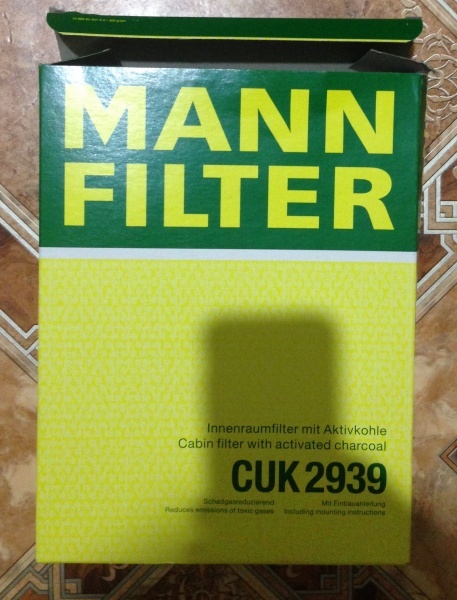 MANN
FILTER
Innenraumfilter mit Aktivkohle
Cabin filter with activated charcoal
CUK 2939
Schadgasreduzierend
Reduces emissions of toxic gases
Mit Einbauanleitung
Including mounting instructions